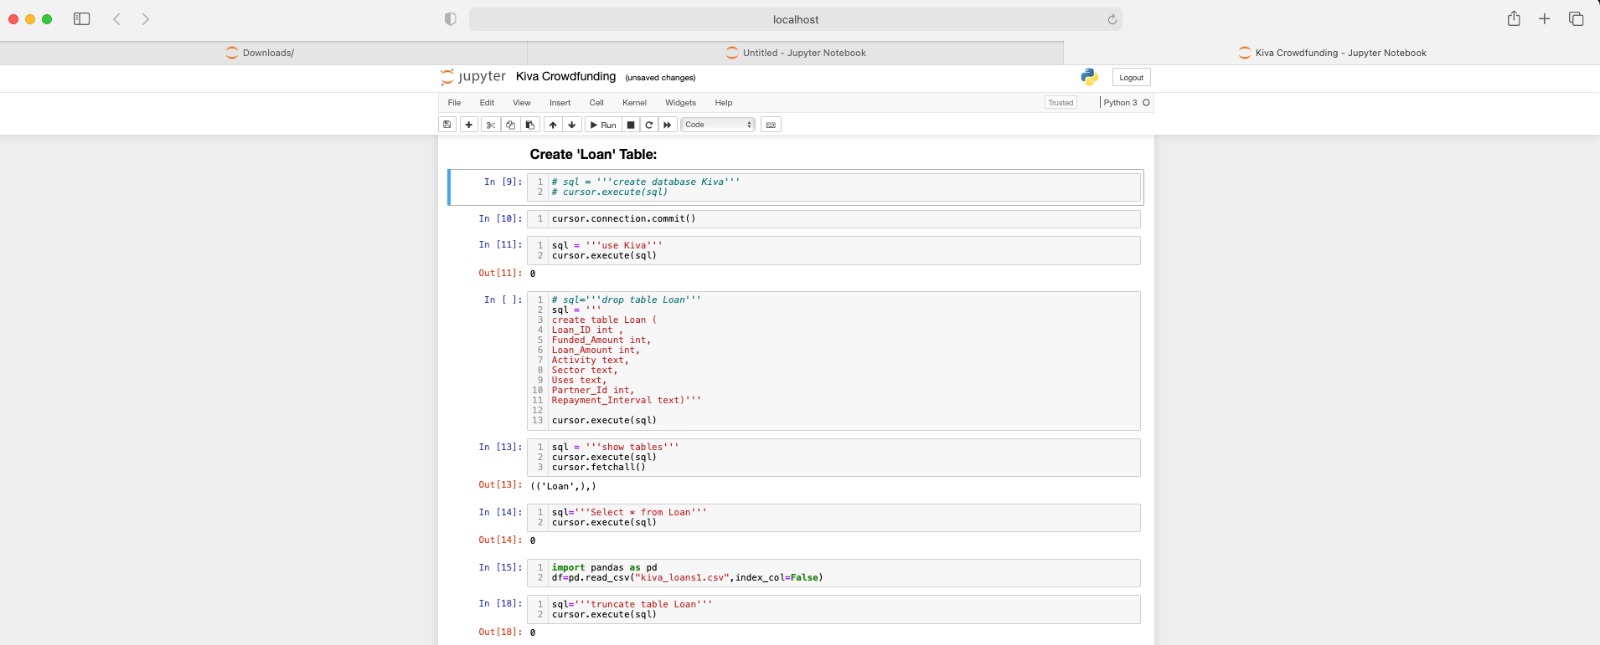 localhost
Downloads/
Untitled - Jupyter Notebook
Kiva Crowdfunding - Jupyter Notebook
jupyter Kiva Crowdfunding (unsaved changes)
Logout
File Edit View Insert Cell Kernel Widgets Help
Trusted Python 3
Run Code
Create 'Loan' Table:
In [9]: 1 # sql = '''create database Kiva'''
2 # cursor.execute(sql)
In [10]: 1 cursor.connection.commit()
In [11]: 1 sql = '''use Kiva'''
2 cursor.execute(sql)
Out[11]: 0
In [ ]: 1 # sql='''drop table Loan'''
2 sql = '''
3 create table Loan (
4 Loan_ID int ,
5 Funded_Amount int,
6 Loan_Amount int,
7 Activity text,
8 Sector text,
9 Uses text,
10 Partner_Id int,
11 Repayment_Interval text)'''
12
13 cursor.execute(sql)
In [13]: 1 sql = '''show tables'''
2 cursor.execute(sql)
3 cursor.fetchall()
Out[13]: (('Loan',),)
In [14]: 1 sql='''Select * from Loan'''
2 cursor.execute(sql)
Out[14]: 0
In [15]: 1 import pandas as pd
2 df=pd.read_csv("kiva_loans1.csv",index_col=False)
In [18]: 1 sql='''truncate table Loan'''
2 cursor.execute(sql)
Out[18]: 0